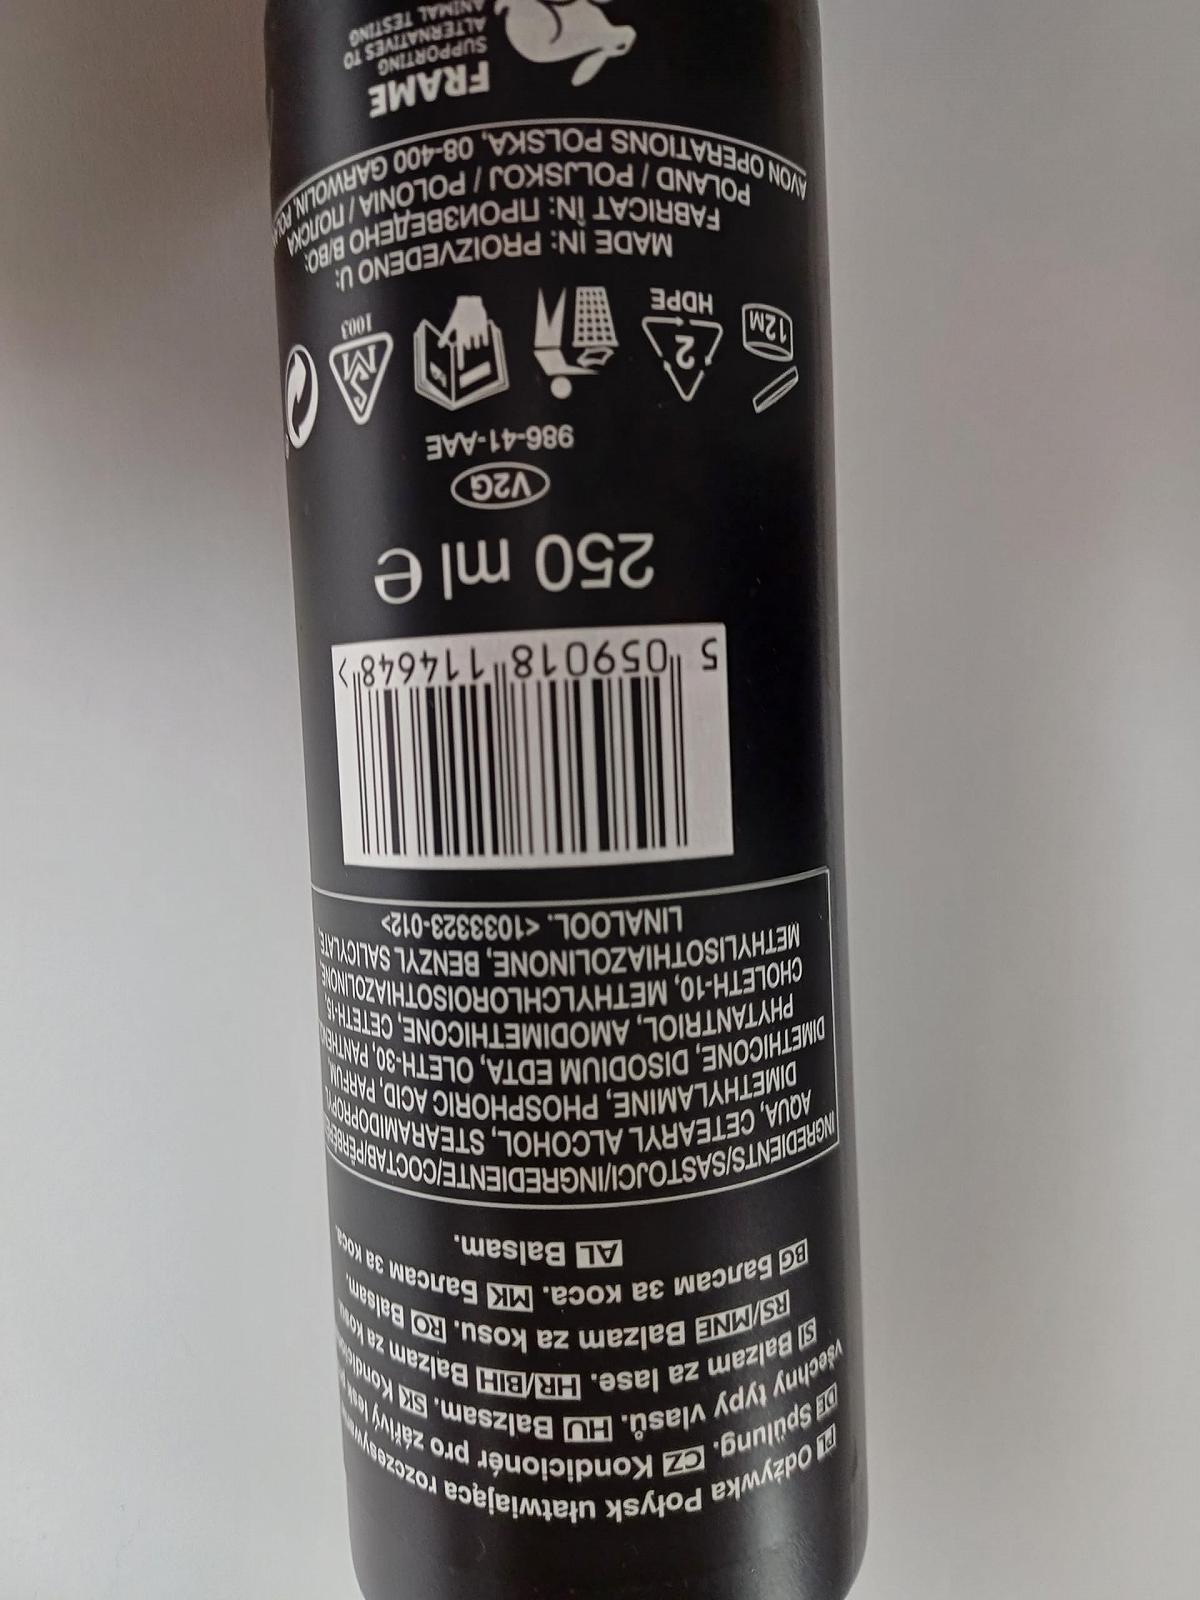 PL Odżywka Połysk ułatwiająca
DE Spülung. CZ Kondicionér pro zářivý lesk
všechny typy vlasů. HU Balzsam. SK
SI Balzam za lase. HR/BIH Balzam za kosu.
RS/MNE Balzam za kosu. RO Balsam.
BG Балсам за коса. MK Балсам за коса.
AL Balsam.
INGREDIENTS/SASTOJCI/INGREDIENTE/СОСТАВ/PËRBËRË
AQUA, CETEARYL ALCOHOL, STEARAMIDOPROPYL
DIMETHYLAMINE, PHOSPHORIC ACID, PARFUM,
DIMETHICONE, DISODIUM EDTA, OLETH-30, PANTHENOL,
PHYTANTRIOL, AMODIMETHICONE, CETETH-15,
CHOLETH-10, METHYLCHLOROISOTHIAZOLINONE,
METHYLISOTHIAZOLINONE, BENZYL SALICYLATE,
LINALOOL. <1033323-012>
5 059018 114648 >
250 ml e
V2G
986-41-AAE
12M
2
HDPE
SM
1003
MADE IN: PROIZVEDENO U:
FABRICAT ÎN: ПРОИЗВЕДЕНО В/ВО:
POLAND / POLJSKOJ / POLONIA / ПОЛСКА
AVON OPERATIONS POLSKA, 08-400 GARWOLIN,
FRAME
SUPPORTING
ALTERNATIVES TO
ANIMAL TESTING